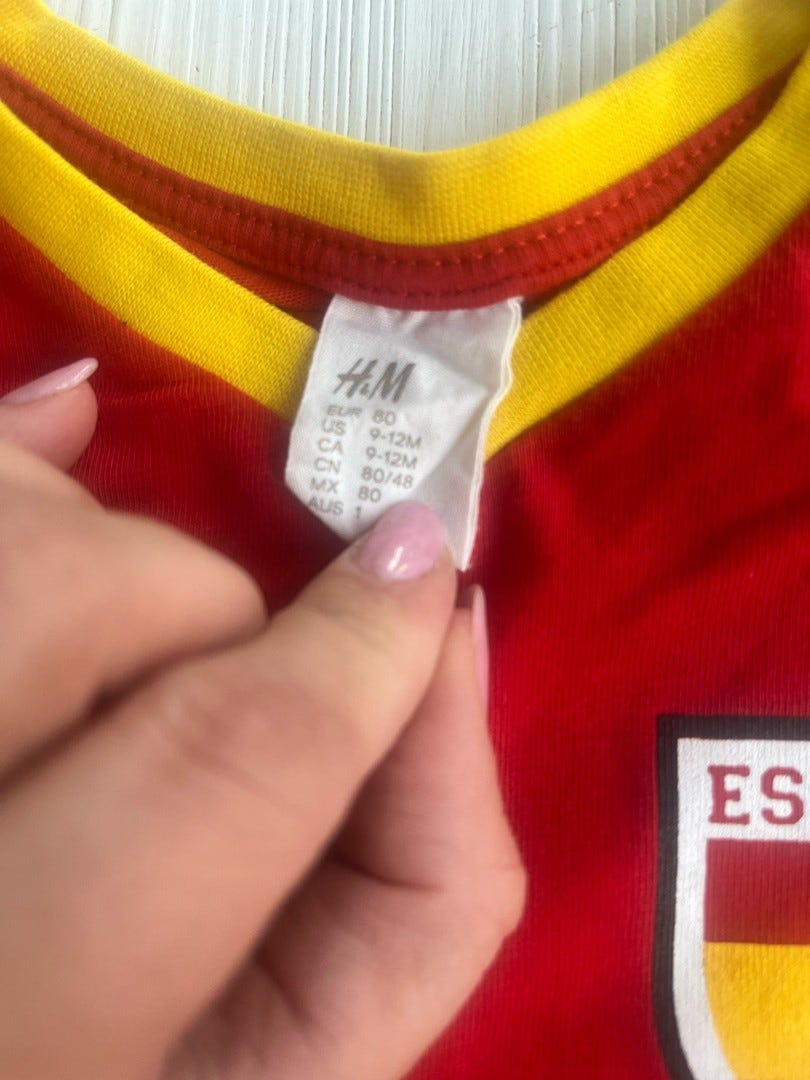 H&M
EUR 80
US 9-12M
CA 9-12M
CN 80/48
MX 80
AUS 1
ES